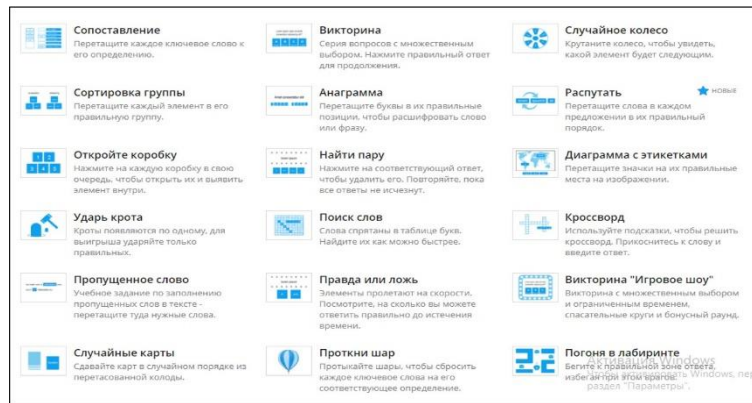 Сопоставление
Перетащите каждое ключевое слово к
его определению.
Викторина
Серия вопросов с множественным
выбором. Нажмите правильный ответ
для продолжения.
Случайное колесо
Крутаните колесо, чтобы увидеть,
какой элемент будет следующим.
Сортировка группы
Перетащите каждый элемент в его
правильную группу.
Анаграмма
Перетащите буквы в их правильные
позиции, чтобы расшифровать слово
или фразу.
Распутать
НОВЫЕ
Перетащите слова в каждом
предложении в их правильный
порядок.
Откройте коробку
Нажмите на каждую коробку в свою
очередь, чтобы открыть их и выявить
элемент внутри.
Найти пару
Нажмите на соответствующий ответ,
чтобы удалить его. Повторяйте, пока
все ответы не исчезнут.
Диаграмма с этикетками
Перетащите значки на их правильные
места на изображении.
Ударь крота
Кроты появляются по одному, для
выигрыша ударяйте только
правильных.
Поиск слов
Слова спрятаны в таблице букв.
Найдите их как можно быстрее.
Кроссворд
Используйте подсказки, чтобы решить
кроссворд. Прикоснитесь к слову и
введите ответ.
Пропущенное слово
Учебное задание по заполнению
пропущенных слов в тексте -
перетащите туда нужные слова.
Правда или ложь
Элементы пролетают на скорости.
Посмотрите, на сколько вы можете
ответить правильно до истечения
времени.
Викторина "Игровое шоу"
Викторина с множественным выбором
и ограниченным временем,
спасательные круги и бонусный раунд.
Случайные карты
Сдавайте карт в случайном порядке из
перетасованной колоды.
Проткни шар
Протыкайте шары, чтобы сбросить
каждое ключевое слово на его
соответствующее определение.
Погоня в лабиринте
Бегите к правильной зоне ответа,
избегая при этом врагов.
Активация Windows
активировать Windows, пер
раздел "Параметры".